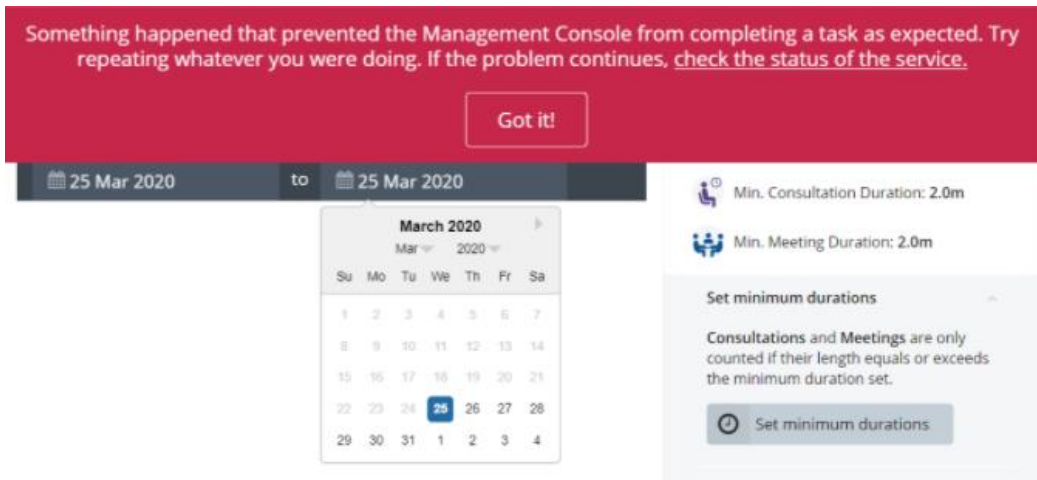 Something happened that prevented the Management Console from completing a task as expected. Try
repeating whatever you were doing. If the problem continues, check the status of the service.
Got it!
25 Mar 2020 to 25 Mar 2020
March 2020
Mar 2020
Su Mo Tu We Th Fr Sa
1 2 3 4 5 6 7
8 9 10 11 12 13 14
15 16 17 18 19 20 21
22 23 24 25 26 27 28
29 30 31 1 2 3 4
Min. Consultation Duration: 2.0m
Min. Meeting Duration: 2.0m
Set minimum durations
Consultations and Meetings are only
counted if their length equals or exceeds
the minimum duration set.
Set minimum durations